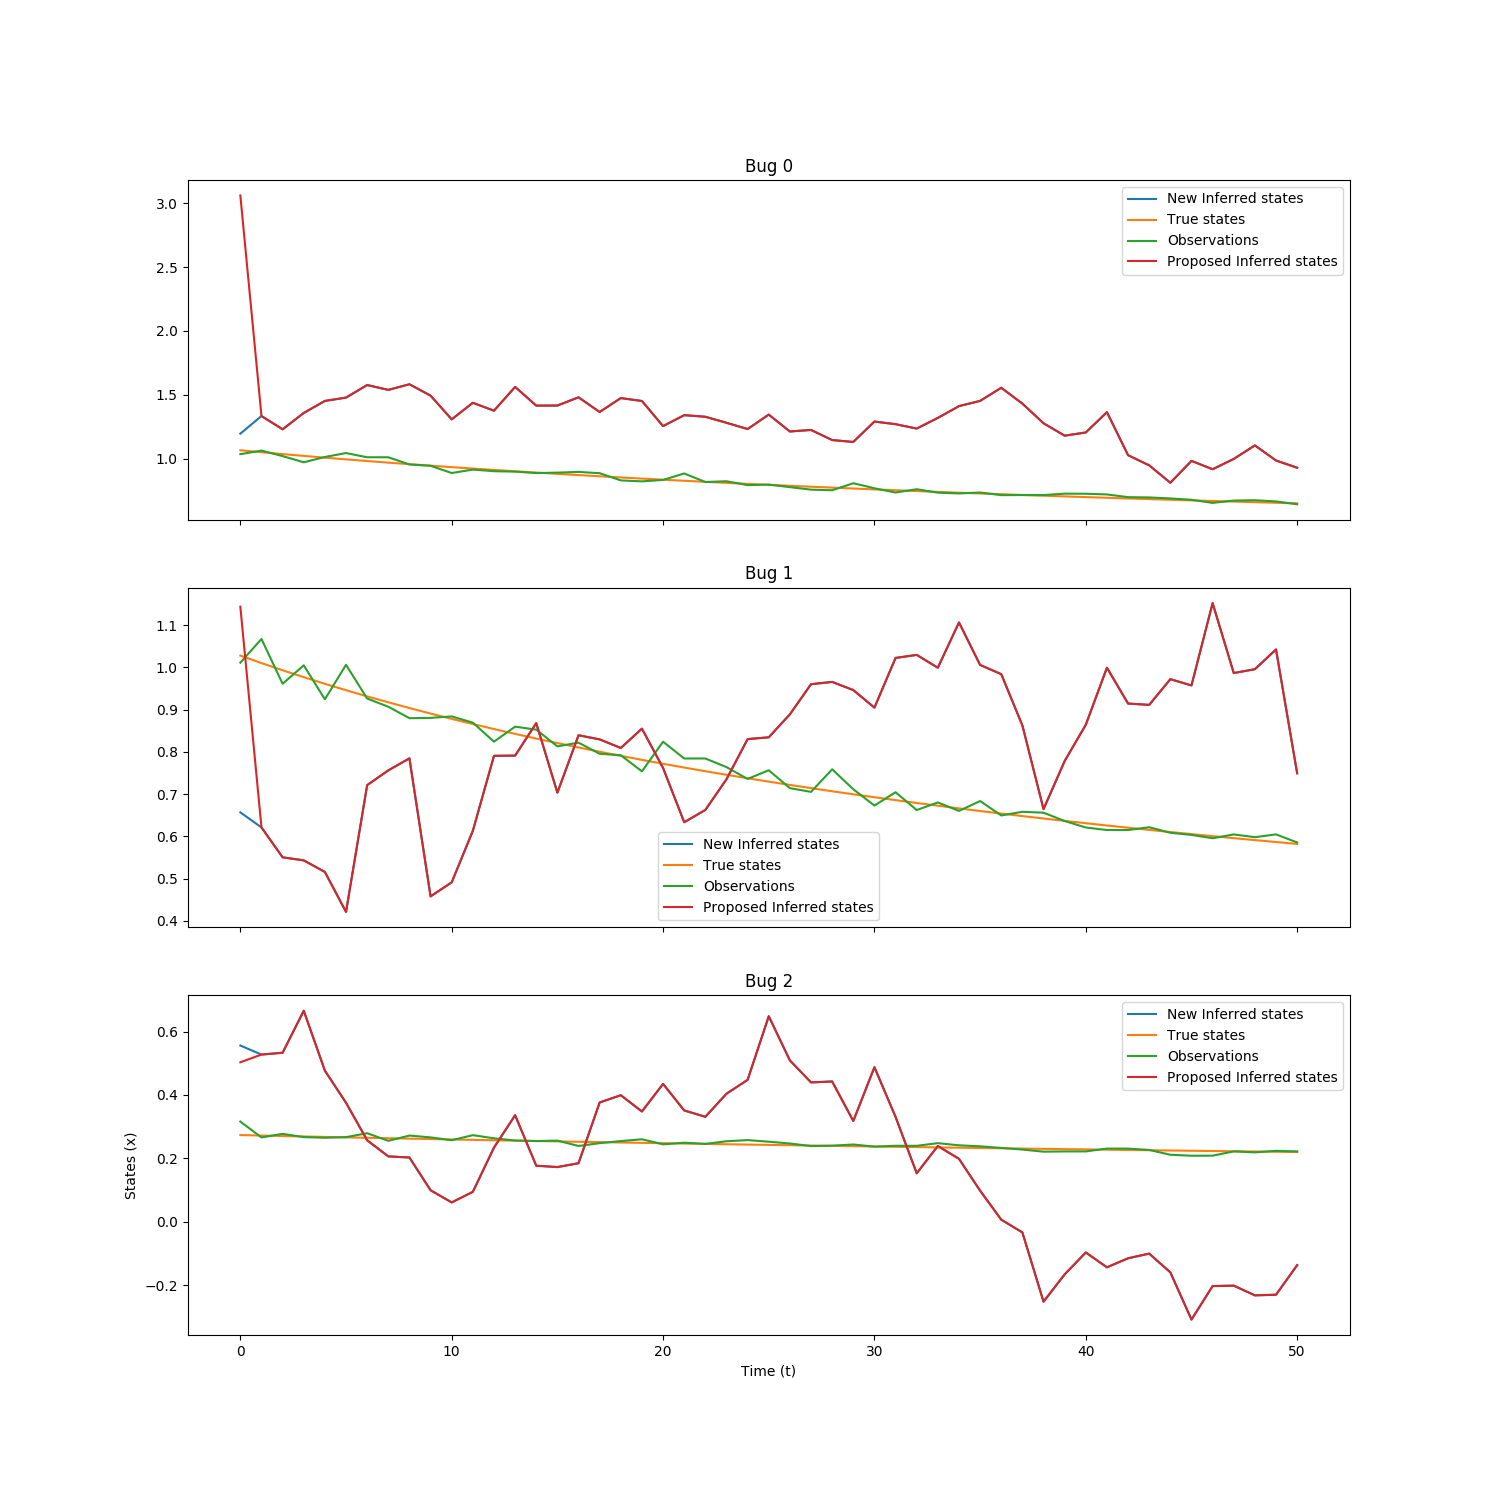 Bug 0
3.0
2.5
2.0
1.5
1.0
New Inferred states
True states
Observations
Proposed Inferred states
Bug 1
1.1
1.0
0.9
0.8
0.7
0.6
0.5
0.4
New Inferred states
True states
Observations
Proposed Inferred states
Bug 2
0.6
0.4
0.2
0.0
−0.2
States (x)
New Inferred states
True states
Observations
Proposed Inferred states
0 10 20 30 40 50
Time (t)